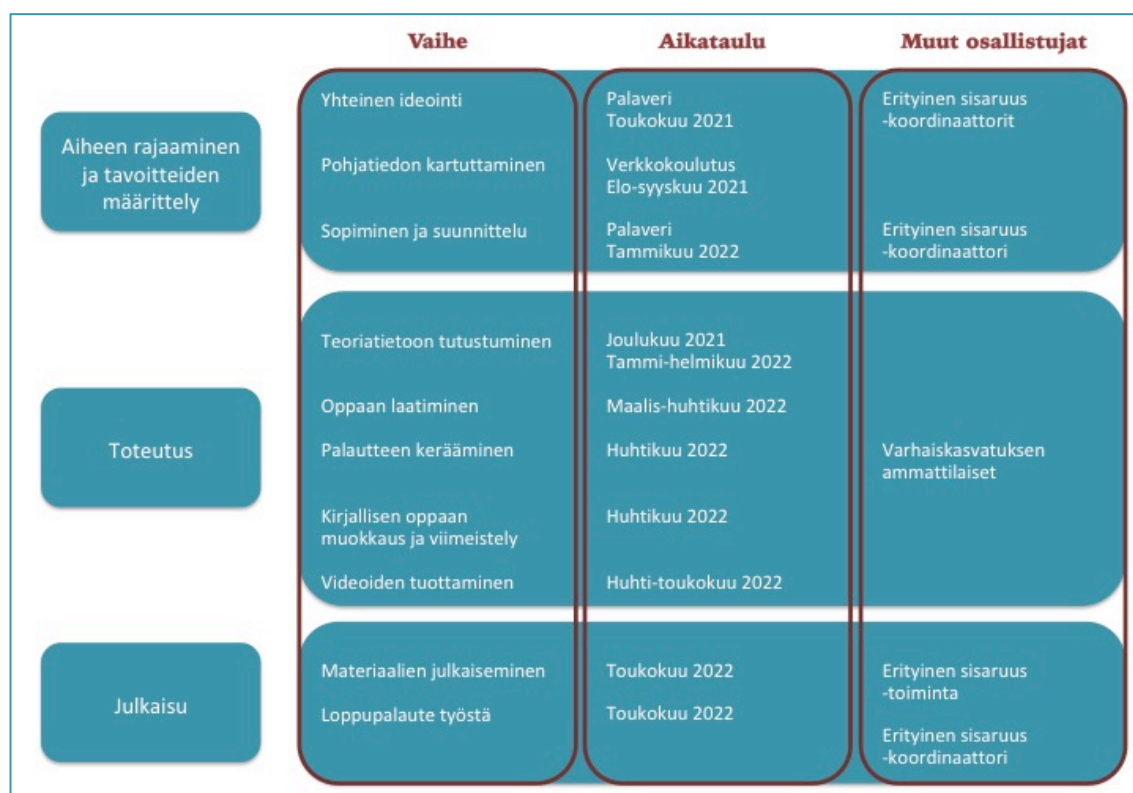 Vaihe
Aikataulu
Muut osallistujat
Aiheen rajaaminen
ja tavoitteiden
määrittely
Yhteinen ideointi
Palaveri
Toukokuu 2021
Erityinen sisaruus
-koordinaattorit
Pohjatiedon kartuttaminen
Verkkokoulutus
Elo-syyskuu 2021
Sopiminen ja suunnittelu
Palaveri
Tammikuu 2022
Erityinen sisaruus
-koordinaattori
Toteutus
Teoriatietoon tutustuminen
Joulukuu 2021
Tammi-helmikuu 2022
Oppaan laatiminen
Maalis-huhtikuu 2022
Palautteen kerääminen
Huhtikuu 2022
Varhaiskasvatuksen
ammattilaiset
Kirjallisen oppaan
muokkaus ja viimeistely
Huhtikuu 2022
Videoiden tuottaminen
Huhti-toukokuu 2022
Julkaisu
Materiaalien julkaiseminen
Toukokuu 2022
Erityinen sisaruus
-toiminta
Loppupalaute työstä
Toukokuu 2022
Erityinen sisaruus
-koordinaattori